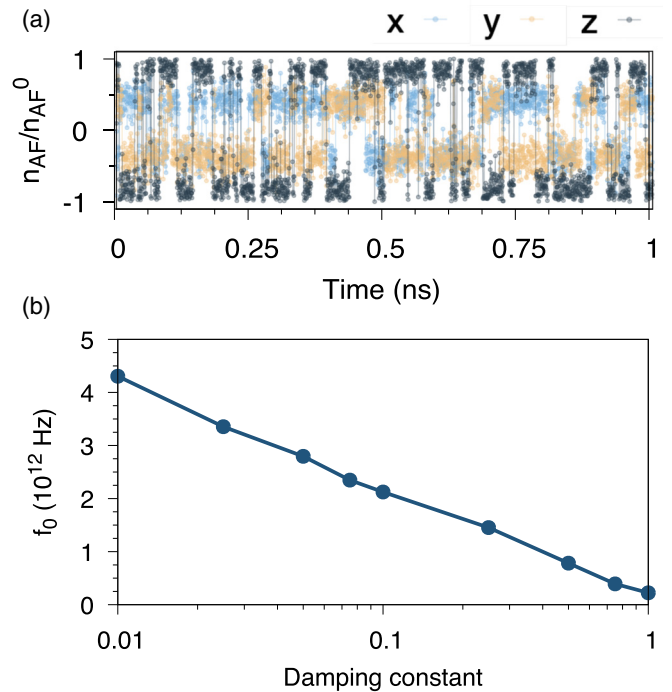 (a)
x y z
n_AF/n_AF^0
1
0
-1
0 0.25 0.5 0.75 1
Time (ns)
(b)
f_0 (10^12 Hz)
5
4
3
2
1
0
0.01 0.1 1
Damping constant